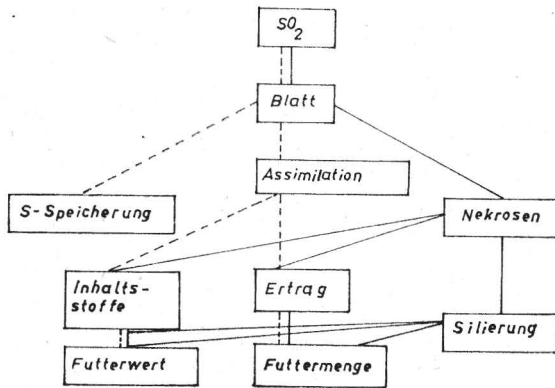 SO2
Blatt
Assimilation
S-Speicherung
Nekrosen
Inhalts-
stoffe
Ertrag
Silierung
Futterwert
Futtermenge